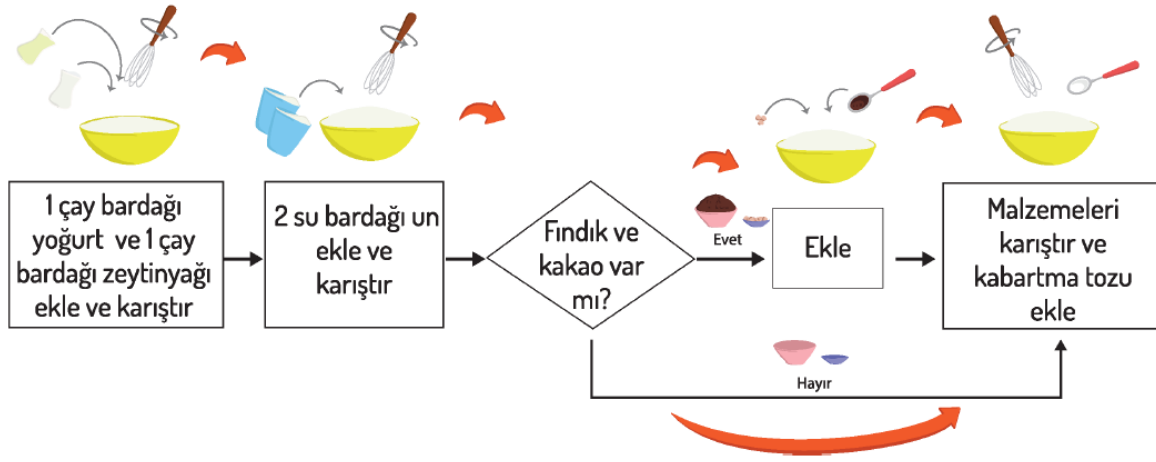 1 çay bardağı
yoğurt ve 1 çay
bardağı zeytinyağı
ekle ve karıştır
2 su bardağı un
ekle ve
karıştır
Fındık ve
kakao var
mı?
Evet
Ekle
Malzemeleri
karıştır ve
kabartma tozu
ekle
Hayır